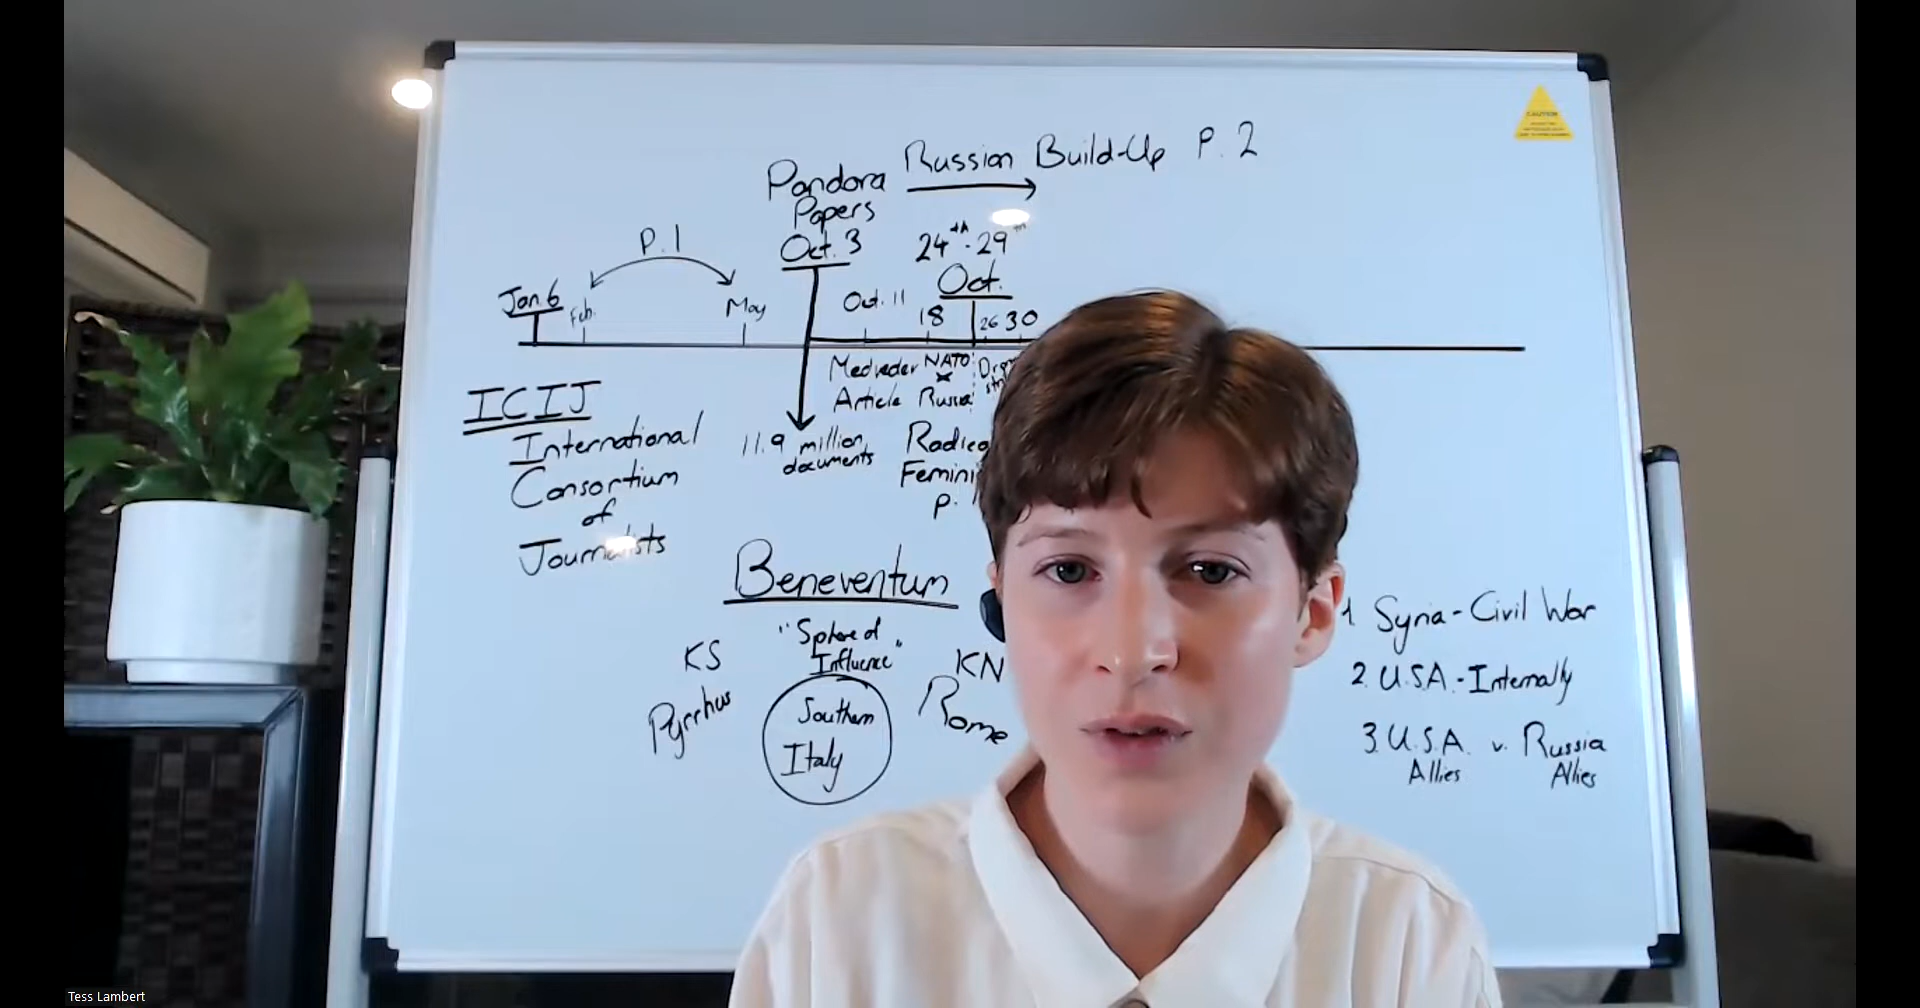 Russian Build-Up P. 2
Pandora
Papers
Oct. 3
24th - 29th
Oct.
P. 1
Jan. 6
Feb.
May
Oct. 11
18
26 30
Medvedev
Article
NATO
x
Russia
ICIJ
International
Consortium
of
Journalists
11.9 million
documents
P.
Beneventum
"Sphere of
Influence"
KS
Pyrrhus
Southern
Italy
KN
Rome
1 Syria - Civil War
2. U.S.A. - Internally
3. U.S.A. v. Russia
Allies Allies
CAUTION
Tess Lambert